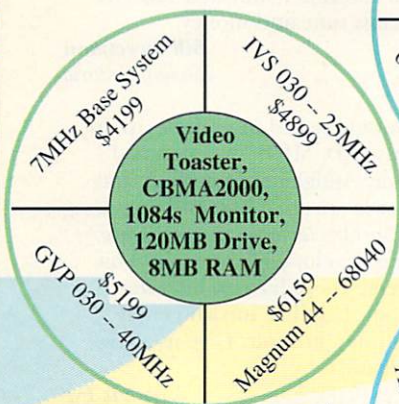 7MHz Base System
$4199
IVS 030 -- 25MHz
$4899
Video
Toaster,
CBMA2000,
1084s Monitor,
120MB Drive,
8MB RAM
$5199
GVP 030 -- 40MHz
$6159
Magnum 44 -- 68040